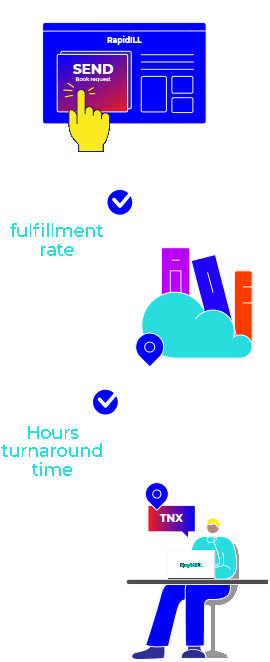 RapidILL
SEND
Book request
fulfillment
rate
Hours
turnaround
time
TNX
RapidILL